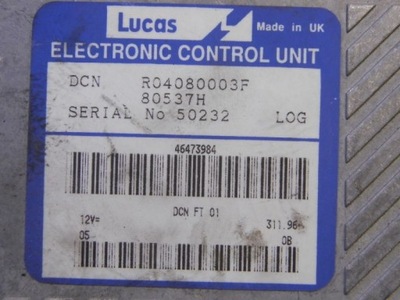 Lucas Made in UK
ELECTRONIC CONTROL UNIT
DCN R04080003F
80537H
SERIAL No 50232 LOG
46473984
DCN FT 01
12V= 311.96
05 0B